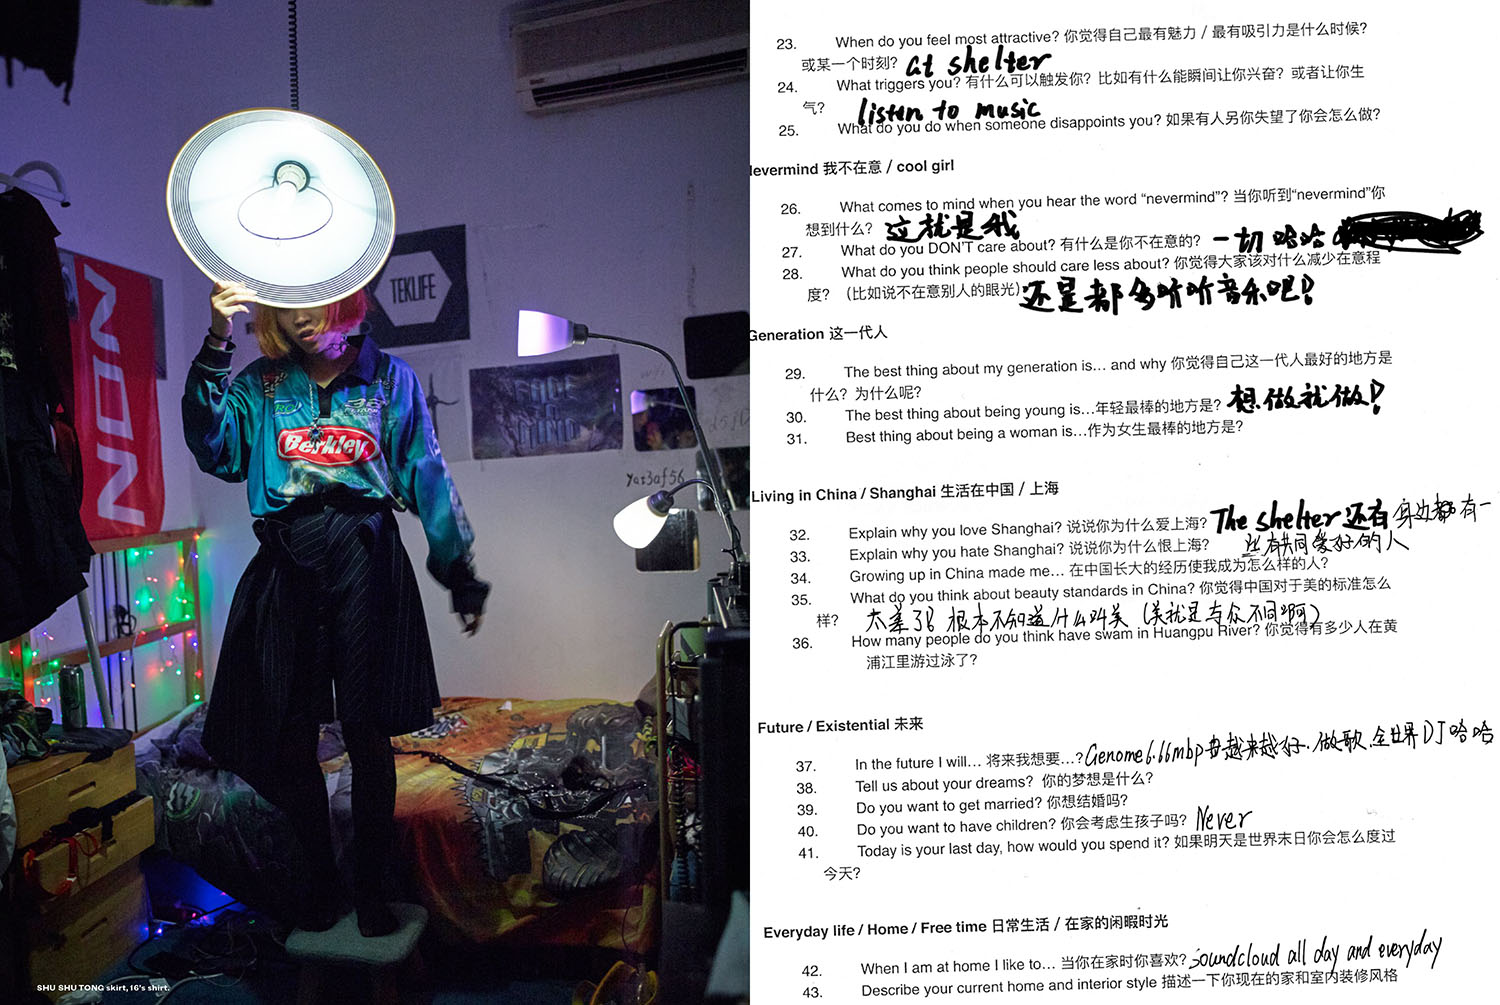 NON
TEKLIFE
FADE
TO
MIND
yat3af56
Berkley
SHU SHU TONG skirt, 16's shirt.
23. When do you feel most attractive? 你觉得自己最有魅力 / 最有吸引力是什么时候?
或某一个时刻? at shelter
24. What triggers you? 有什么可以触发你? 比如有什么能瞬间让你兴奋? 或者让你生
气? listen to music
25. What do you do when someone disappoints you? 如果有人另你失望了你会怎么做?
Nevermind 我不在意 / cool girl
26. What comes to mind when you hear the word “nevermind”? 当你听到“nevermind”你
想到什么? 这就是我
27. What do you DON'T care about? 有什么是你不在意的? 一切 哈哈
28. What do you think people should care less about? 你觉得大家该对什么减少在意程
度? (比如说不在意别人的眼光) 还是都多听听音乐吧!
Generation 这一代人
29. The best thing about my generation is... and why 你觉得自己这一代人最好的地方是
什么? 为什么呢?
30. The best thing about being young is...年轻最棒的地方是? 想做就做!
31. Best thing about being a woman is...作为女生最棒的地方是?
Living in China / Shanghai 生活在中国 / 上海
32. Explain why you love Shanghai? 说说你为什么爱上海? The shelter 还有 身边都有一
33. Explain why you hate Shanghai? 说说你为什么恨上海? 些有共同爱好的人
34. Growing up in China made me... 在中国长大的经历使我成为怎么样的人?
35. What do you think about beauty standards in China? 你觉得中国对于美的标准怎么
样? 太差了! 根本不知道什么叫美 (美就是与众不同啊)
36. How many people do you think have swam in Huangpu River? 你觉得有多少人在黄
浦江里游过泳了?
Future / Existential 未来
37. In the future I will... 将来我想要...? Genome6.66mbp 越来越好. 做歌. 全世界DJ 哈哈
38. Tell us about your dreams? 你的梦想是什么?
39. Do you want to get married? 你想结婚吗?
40. Do you want to have children? 你会考虑生孩子吗? Never
41. Today is your last day, how would you spend it? 如果明天是世界末日你会怎么度过
今天?
Everyday life / Home / Free time 日常生活 / 在家的闲暇时光
42. When I am at home I like to... 当你在家时你喜欢? soundcloud all day and everyday
43. Describe your current home and interior style 描述一下你现在的家和室内装修风格